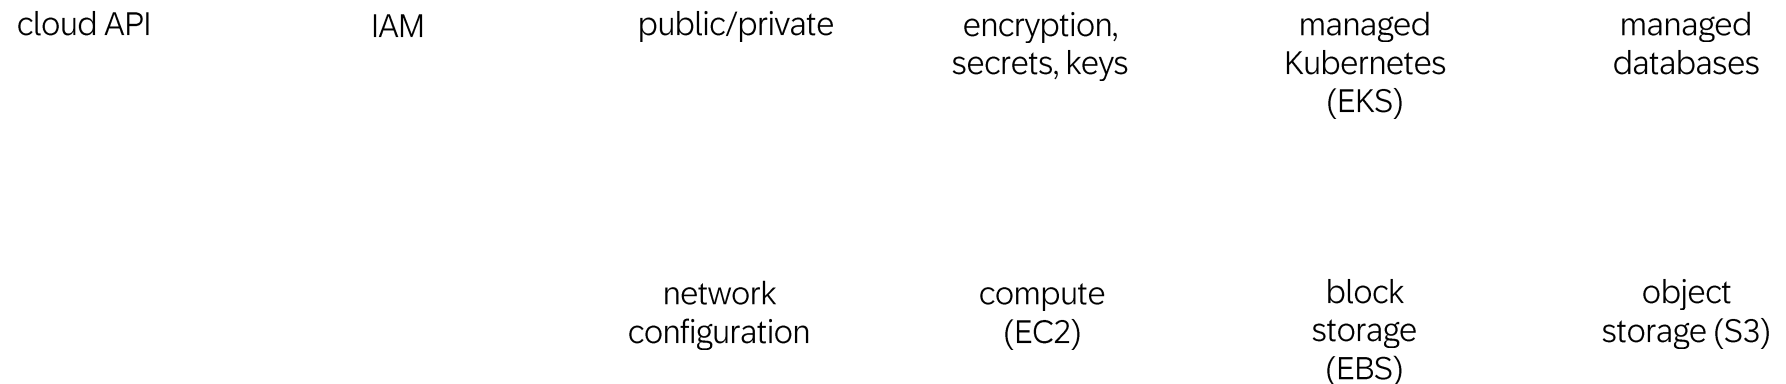 cloud API
IAM
public/private
encryption,
secrets, keys
managed
Kubernetes
(EKS)
managed
databases
network
configuration
compute
(EC2)
block
storage
(EBS)
object
storage (S3)